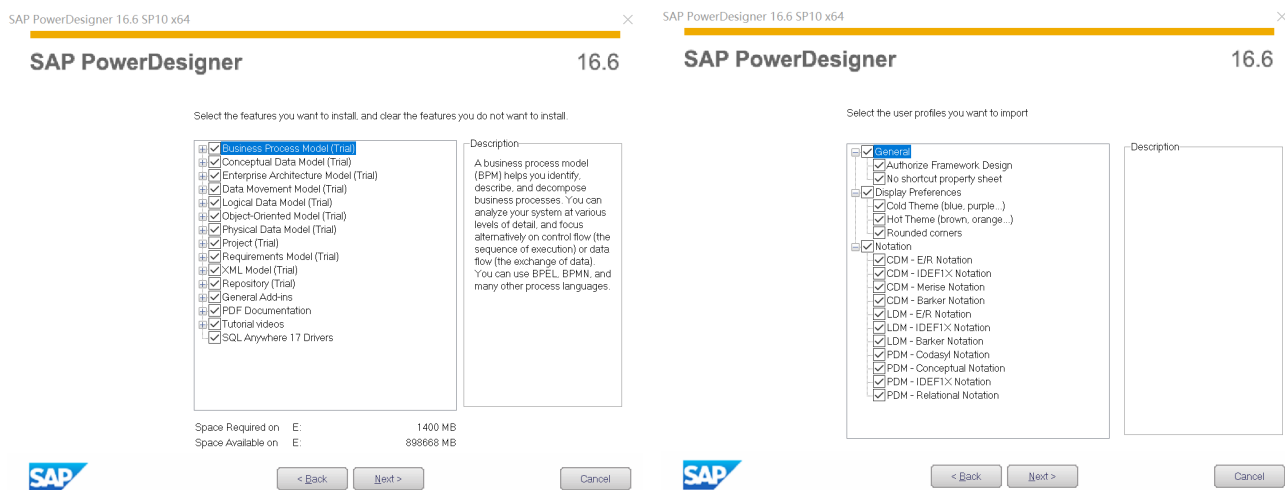 SAP PowerDesigner 16.6 SP10 x64
SAP PowerDesigner 16.6
Select the features you want to install, and clear the features you do not want to install.
Business Process Model (Trial)
Conceptual Data Model (Trial)
Enterprise Architecture Model (Trial)
Data Movement Model (Trial)
Logical Data Model (Trial)
Object-Oriented Model (Trial)
Physical Data Model (Trial)
Project (Trial)
Requirements Model (Trial)
XML Model (Trial)
Repository (Trial)
General Add-ins
PDF Documentation
Tutorial videos
SQL Anywhere 17 Drivers
Description
A business process model
(BPM) helps you identify,
describe, and decompose
business processes. You can
analyze your system at various
levels of detail, and focus
alternatively on control flow (the
sequence of execution) or data
flow (the exchange of data).
You can use BPEL, BPMN, and
many other process languages.
Space Required on E: 1400 MB
Space Available on E: 898668 MB
SAP
< Back
Next >
Cancel
SAP PowerDesigner 16.6 SP10 x64
SAP PowerDesigner 16.6
Select the user profiles you want to import
General
Authorize Framework Design
No shortcut property sheet
Display Preferences
Cold Theme (blue, purple...)
Hot Theme (brown, orange...)
Rounded corners
Notation
CDM - E/R Notation
CDM - IDEF1X Notation
CDM - Merise Notation
CDM - Barker Notation
LDM - E/R Notation
LDM - IDEF1X Notation
LDM - Barker Notation
PDM - Codasyl Notation
PDM - Conceptual Notation
PDM - IDEF1X Notation
PDM - Relational Notation
Description
SAP
< Back
Next >
Cancel